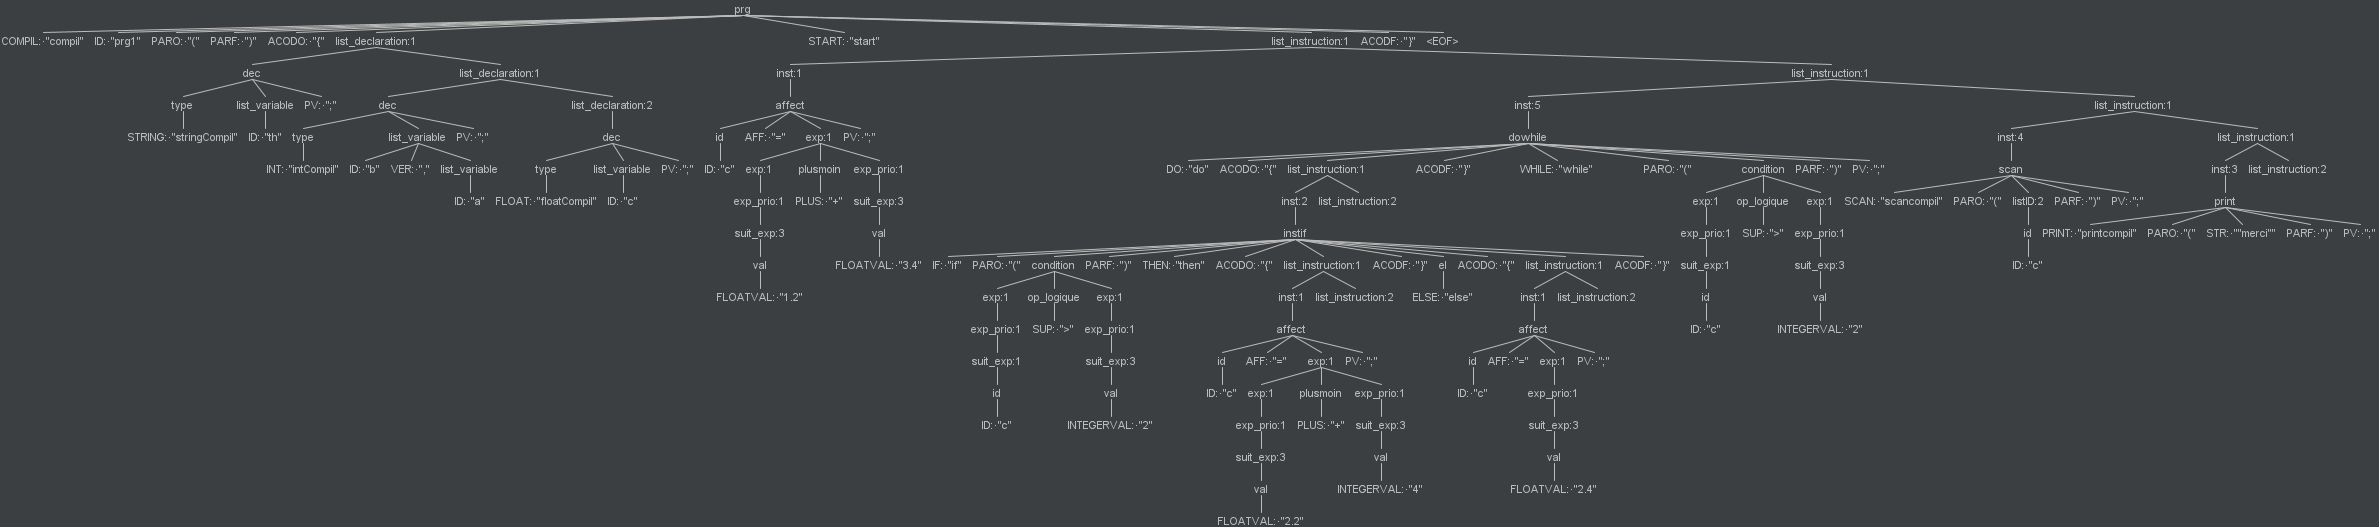 prg
COMPIL:·"compil" ID:·"prg1" PARO:·"(" PARF:·")" ACODO:·"{" list_declaration:1 START:·"start" list_instruction:1 ACODF:·"}" <EOF>
dec list_declaration:1 inst:1 list_instruction:1
type list_variable PV:·";" dec list_declaration:2 affect inst:5 list_instruction:1
STRING:·"stringCompil" ID:·"th" type list_variable PV:·";" dec id AFF:·"=" exp:1 PV:·";" dowhile inst:4 list_instruction:1
INT:·"intCompil" ID:·"b" VER:·"," list_variable type list_variable PV:·";" ID:·"c" exp:1 plusmoin exp_prio:1 DO:·"do" ACODO:·"{" list_instruction:1 ACODF:·"}" WHILE:·"while" PARO:·"(" condition PARF:·")" PV:·";" scan inst:3 list_instruction:2
ID:·"a" FLOAT:·"floatCompil" ID:·"c" exp_prio:1 PLUS:·"+" suit_exp:3 inst:2 list_instruction:2 exp:1 op_logique exp:1 SCAN:·"scancompil" PARO:·"(" listID:2 PARF:·")" PV:·";" print
suit_exp:3 val instif exp_prio:1 SUP:·">" exp_prio:1 id PRINT:·"printcompil" PARO:·"(" STR:·""merci"" PARF:·")" PV:·";"
val FLOATVAL:·"3.4" IF:·"if" PARO:·"(" condition PARF:·")" THEN:·"then" ACODO:·"{" list_instruction:1 ACODF:·"}" el ACODO:·"{" list_instruction:1 ACODF:·"}" suit_exp:1 suit_exp:3 ID:·"c"
FLOATVAL:·"1.2" exp:1 op_logique exp:1 inst:1 list_instruction:2 ELSE:·"else" inst:1 list_instruction:2 id val
exp_prio:1 SUP:·">" exp_prio:1 affect affect ID:·"c" INTEGERVAL:·"2"
suit_exp:1 suit_exp:3 id AFF:·"=" exp:1 PV:·";" id AFF:·"=" exp:1 PV:·";"
id val ID:·"c" exp:1 plusmoin exp_prio:1 ID:·"c" exp_prio:1
ID:·"c" INTEGERVAL:·"2" exp_prio:1 PLUS:·"+" suit_exp:3 suit_exp:3
suit_exp:3 val val
val INTEGERVAL:·"4" FLOATVAL:·"2.4"
FLOATVAL:·"2.2"